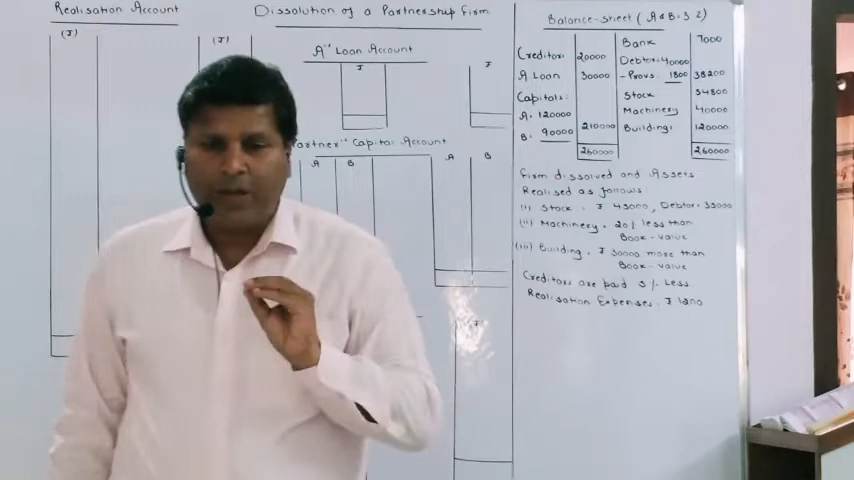 Realisation Account
(₹)
(₹)
Dissolution of a Partnership Firm
A's Loan Account
₹
₹
Partner's Capital Account
A B
A B
₹
Balance-sheet (A & B = 3:2)
Creditors 20000 Bank 7000
A Loan 30000 Debtors 40000
- Provs: 1800 38200
Capitals: Stock 54800
A = 120000 Machinery 40000
B = 90000 210000 Building: 120000
260000 260000
Firm dissolved and Assets
Realised as follows:
(i) Stock = ₹ 45000, Debtors 35000
(ii) Machinery = 20% less than
Book-value
(iii) Building = ₹ 30000 more than
Book-value
Creditors are paid 5% Less
Realisation Expenses = ₹ 1200